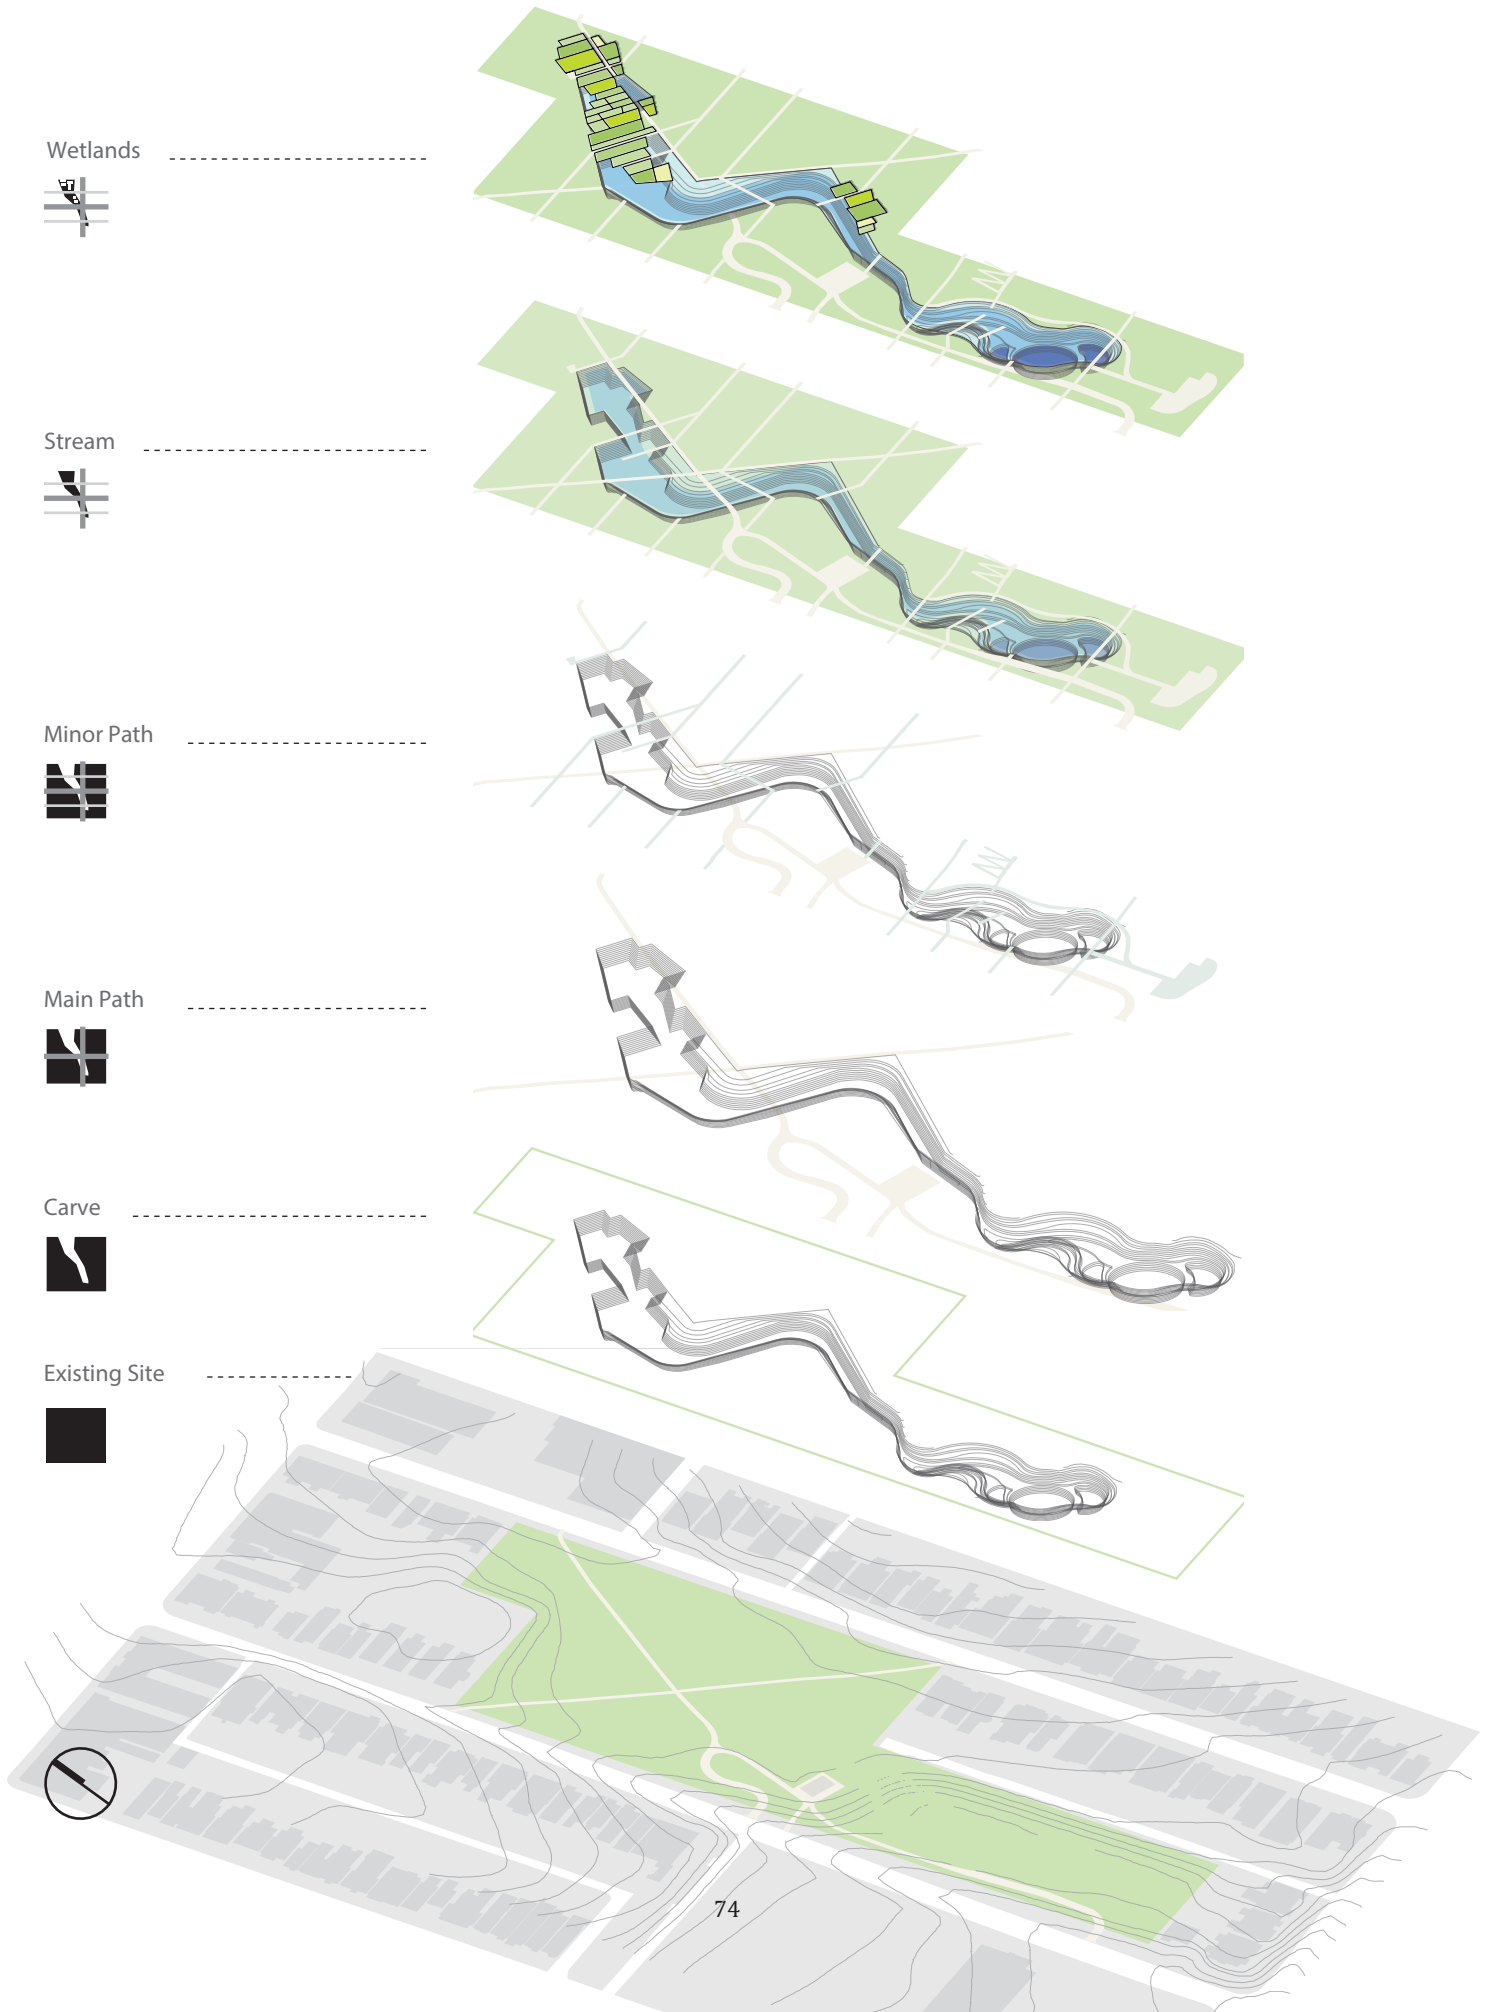 Wetlands
Stream
Minor Path
Main Path
Carve
Existing Site
74